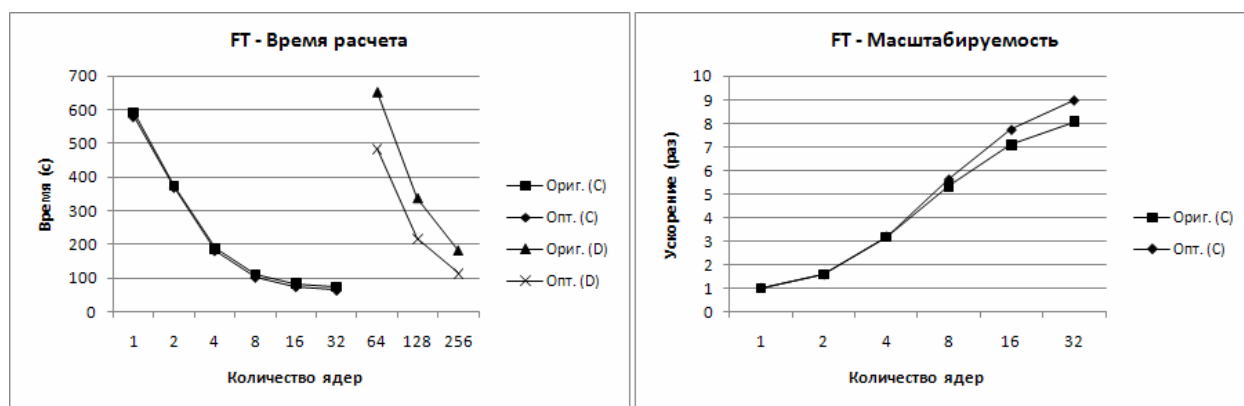 FT - Время расчета
700
600
500
400
300
200
100
0
Время (с)
1 2 4 8 16 32 64 128 256
Количество ядер
Ориг. (C)
Опт. (C)
Ориг. (D)
Опт. (D)
FT - Масштабируемость
10
9
8
7
6
5
4
3
2
1
0
Ускорение (раз)
1 2 4 8 16 32
Количество ядер
Ориг. (C)
Опт. (C)